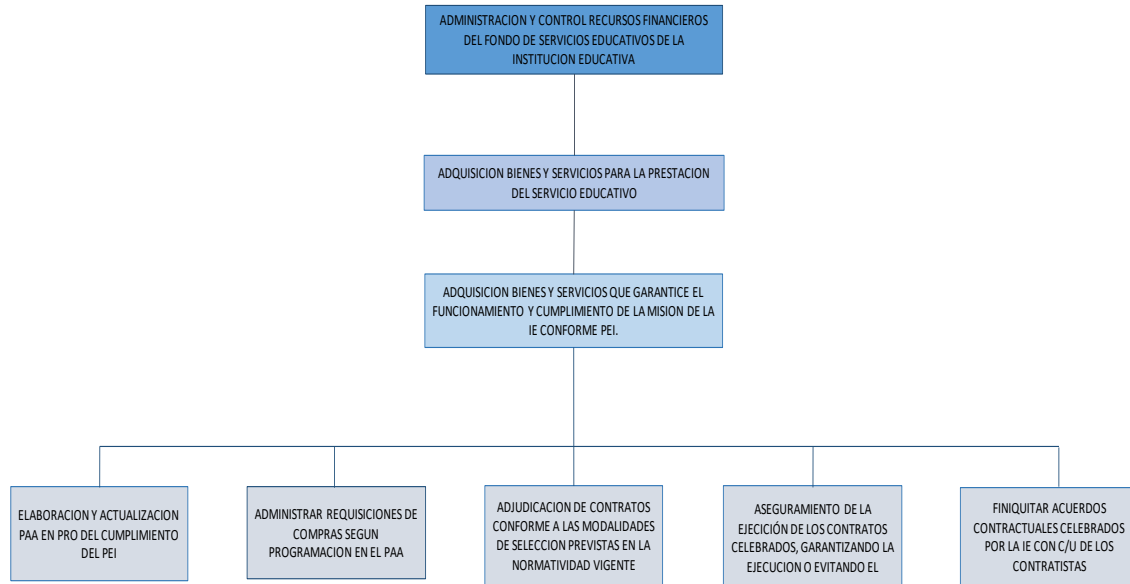 ADMINISTRACION Y CONTROL RECURSOS FINANCIEROS
DEL FONDO DE SERVICIOS EDUCATIVOS DE LA
INSTITUCION EDUCATIVA
ADQUISICION BIENES Y SERVICIOS PARA LA PRESTACION
DEL SERVICIO EDUCATIVO
ADQUISICION BIENES Y SERVICIOS QUE GARANTICE EL
FUNCIONAMIENTO Y CUMPLIMIENTO DE LA MISION DE LA
IE CONFORME PEI.
ELABORACION Y ACTUALIZACION
PAA EN PRO DEL CUMPLIMIENTO
DEL PEI
ADMINISTRAR REQUISICIONES DE
COMPRAS SEGUN
PROGRAMACION EN EL PAA
ADJUDICACION DE CONTRATOS
CONFORME A LAS MODALIDADES
DE SELECCION PREVISTAS EN LA
NORMATIVIDAD VIGENTE
ASEGURAMIENTO DE LA
EJECICIÓN DE LOS CONTRATOS
CELEBRADOS, GARANTIZANDO LA
EJECUCION O EVITANDO EL
FINIQUITAR ACUERDOS
CONTRACTUALES CELEBRADOS
POR LA IE CON C/U DE LOS
CONTRATISTAS